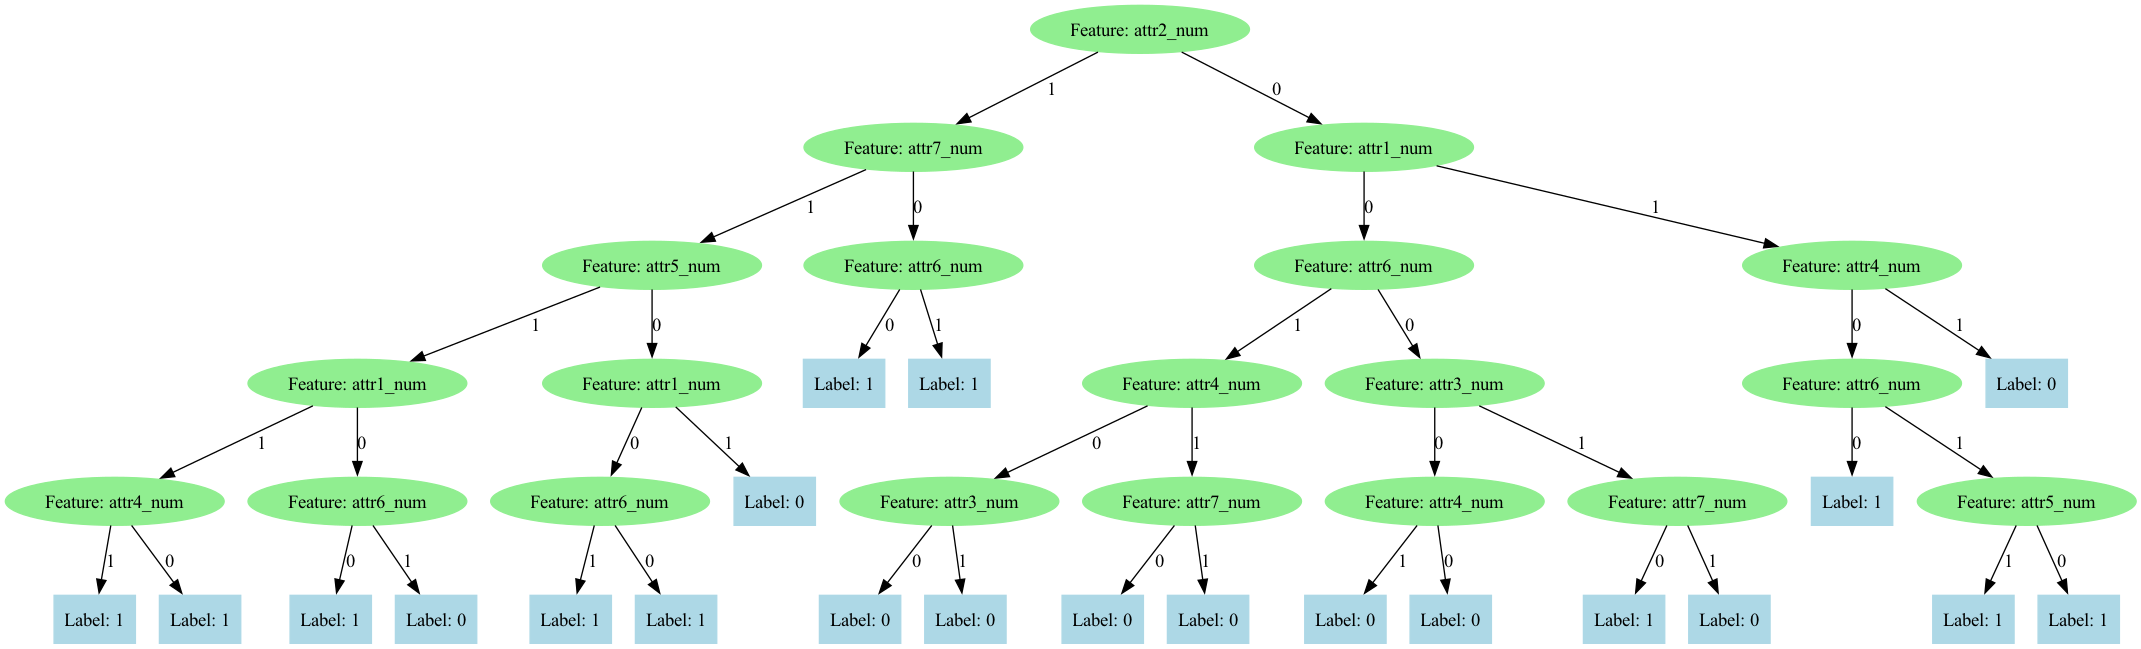 Feature: attr2_num
1
0
Feature: attr7_num
Feature: attr1_num
1
0
0
1
Feature: attr5_num
Feature: attr6_num
Feature: attr6_num
Feature: attr4_num
1
0
0
1
1
0
0
1
Feature: attr1_num
Feature: attr1_num
Label: 1
Label: 1
Feature: attr4_num
Feature: attr3_num
Feature: attr6_num
Label: 0
1
0
0
1
0
1
0
1
0
1
Feature: attr4_num
Feature: attr6_num
Feature: attr6_num
Label: 0
Feature: attr3_num
Feature: attr7_num
Feature: attr4_num
Feature: attr7_num
Label: 1
Feature: attr5_num
1
0
0
1
1
0
0
1
0
1
1
0
0
1
1
0
Label: 1
Label: 1
Label: 1
Label: 0
Label: 1
Label: 1
Label: 0
Label: 0
Label: 0
Label: 0
Label: 0
Label: 0
Label: 1
Label: 0
Label: 1
Label: 1